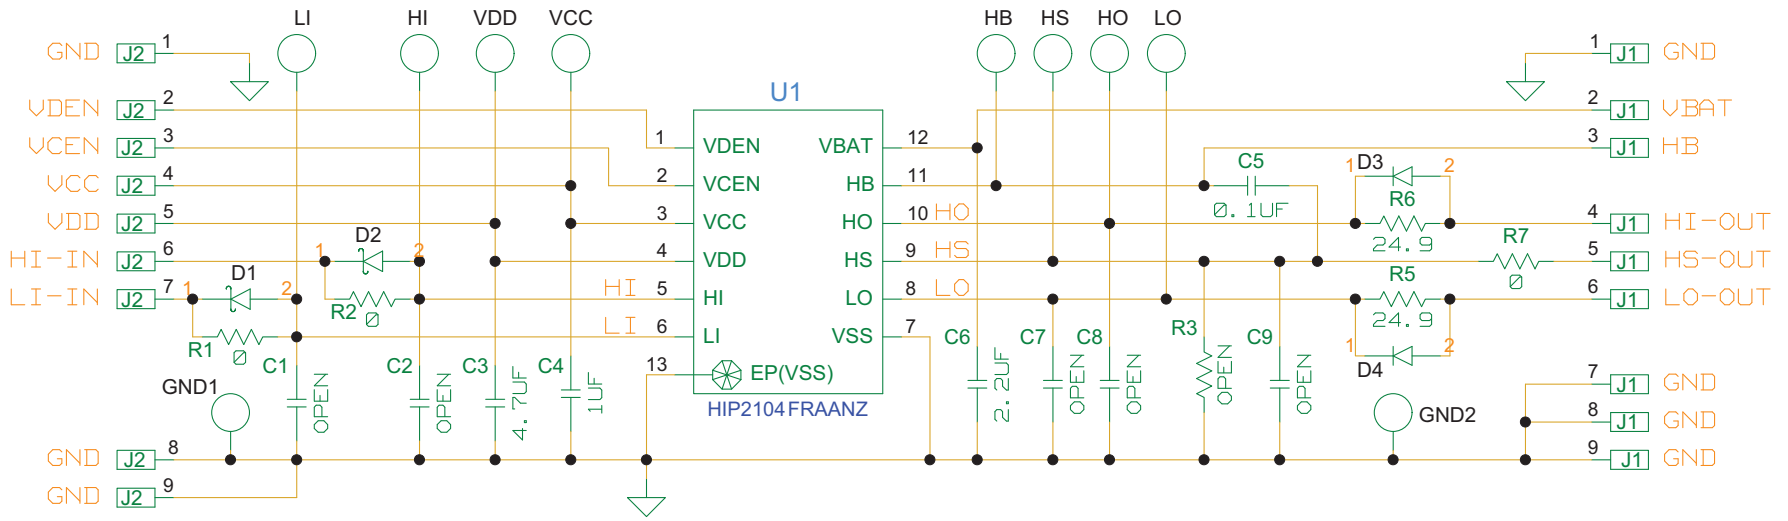 LI HI VDD VCC HB HS HO LO
GND J2 1
VDEN J2 2
VCEN J2 3
VCC J2 4
VDD J2 5
HI-IN J2 6
LI-IN J2 7
GND J2 8
GND J2 9
1 D1 2
R1 0
1 D2 2
R2 0
GND1
C1 OPEN
C2 OPEN
C3 4.7UF
C4 1UF
HI
LI
U1
1 VDEN
2 VCEN
3 VCC
4 VDD
5 HI
6 LI
13 EP(VSS)
VBAT 12
HB 11
HO 10 HO
HS 9 HS
LO 8 LO
VSS 7
HIP2104FRAANZ
C6 2.2UF
C7 OPEN
C8 OPEN
R3 OPEN
C9 OPEN
C5
0.1UF
1 D3 2
R6
24.9
R7
0
R5
24.9
1 2
D4
GND2
1 J1 GND
2 J1 VBAT
3 J1 HB
4 J1 HI-OUT
5 J1 HS-OUT
6 J1 LO-OUT
7 J1 GND
8 J1 GND
9 J1 GND